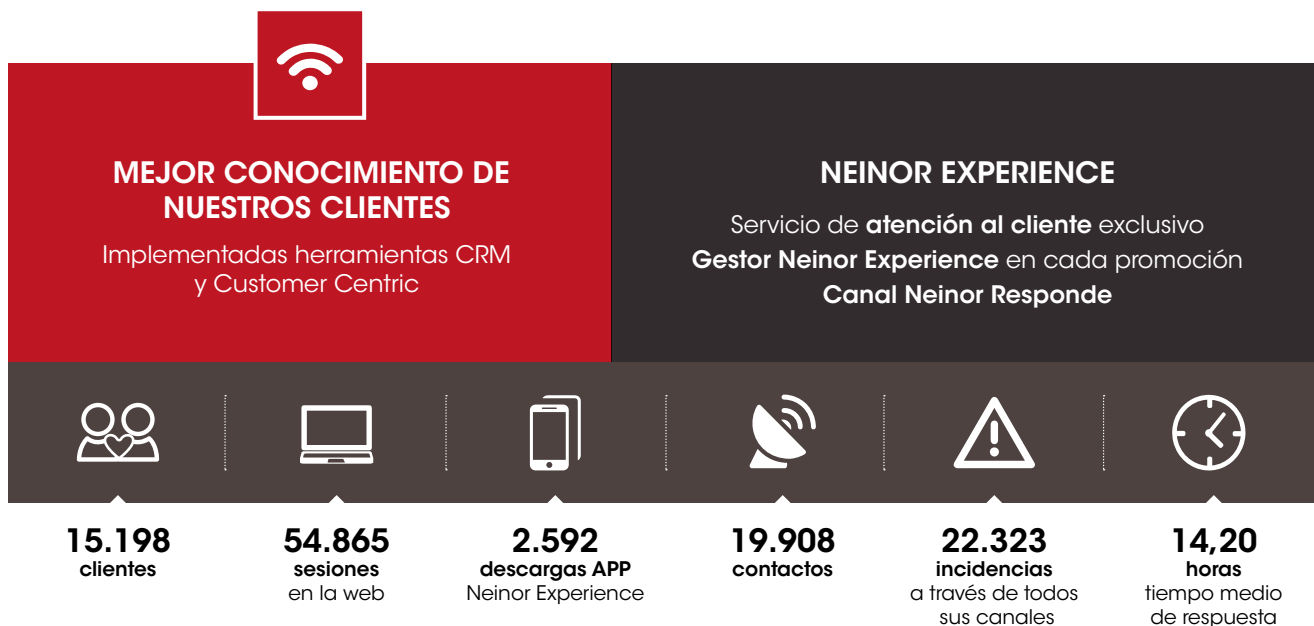 MEJOR CONOCIMIENTO DE
NUESTROS CLIENTES
Implementadas herramientas CRM
y Customer Centric
NEINOR EXPERIENCE
Servicio de atención al cliente exclusivo
Gestor Neinor Experience en cada promoción
Canal Neinor Responde
15.198
clientes
54.865
sesiones
en la web
2.592
descargas APP
Neinor Experience
19.908
contactos
22.323
incidencias
a través de todos
sus canales
14,20
horas
tiempo medio
de respuesta